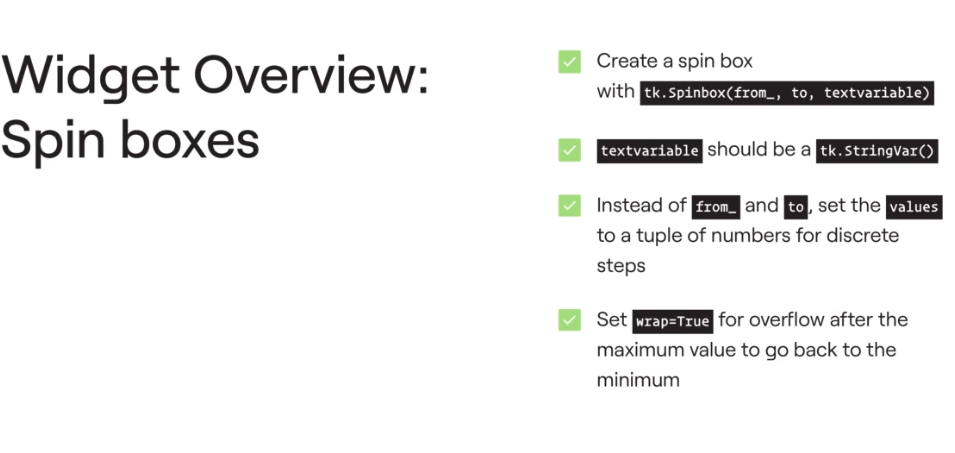 Widget Overview:
Spin boxes
Create a spin box
with tk.Spinbox(from_, to, textvariable)
textvariable should be a tk.StringVar()
Instead of from_ and to, set the values
to a tuple of numbers for discrete
steps
Set wrap=True for overflow after the
maximum value to go back to the
minimum